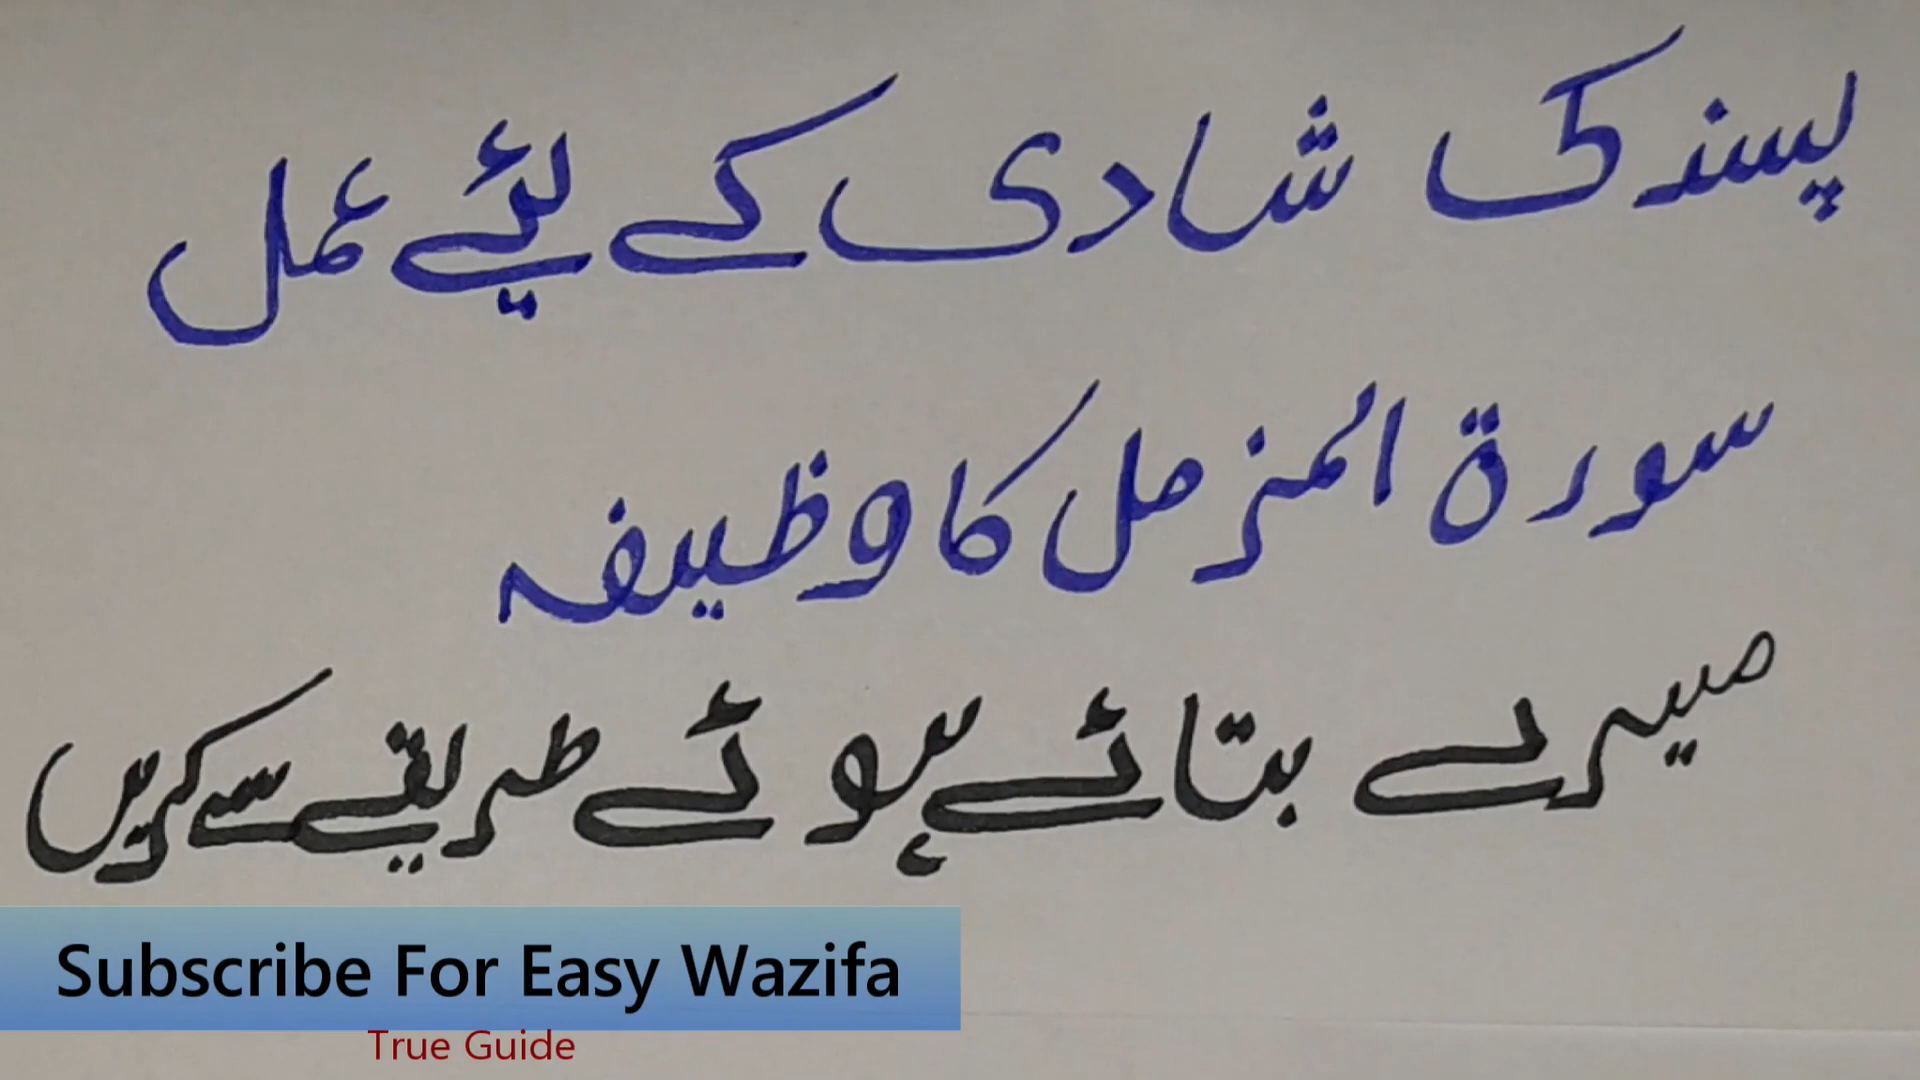 پسند کی شادی کے لیٔے عمل
سورۃ المزمل کا وظیفہ
میرے بتائے ہوئے طریقے سے کریں
Subscribe For Easy Wazifa
True Guide